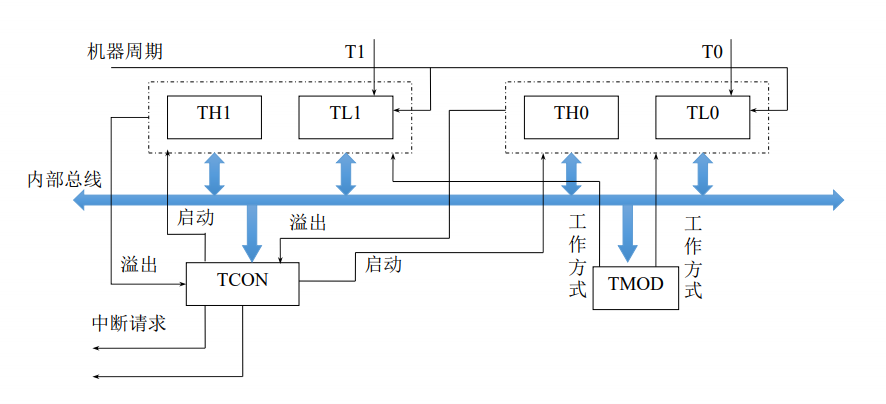 机器周期
T1
T0
TH1
TL1
TH0
TL0
内部总线
启动
溢出
工作方式
工作方式
溢出
启动
TCON
TMOD
中断请求